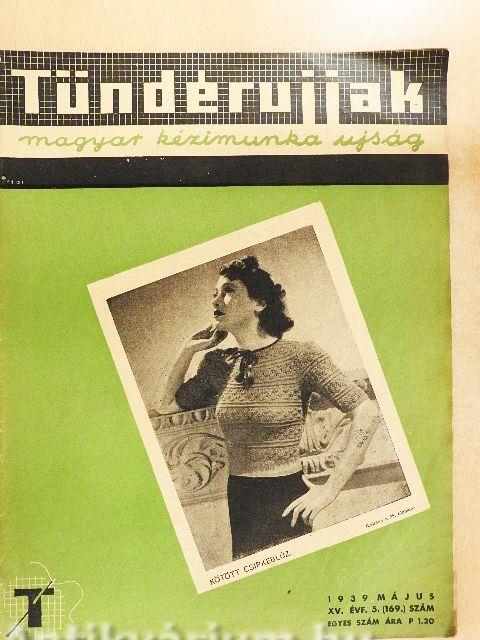 Tündérujjak
magyar kézimunka ujság
KÖTÖTT CSIPKEBLÚZ.
1939 MÁJUS
XV. ÉVF. 5. (169.) SZÁM
EGYES SZÁM ÁRA P 1.20
T